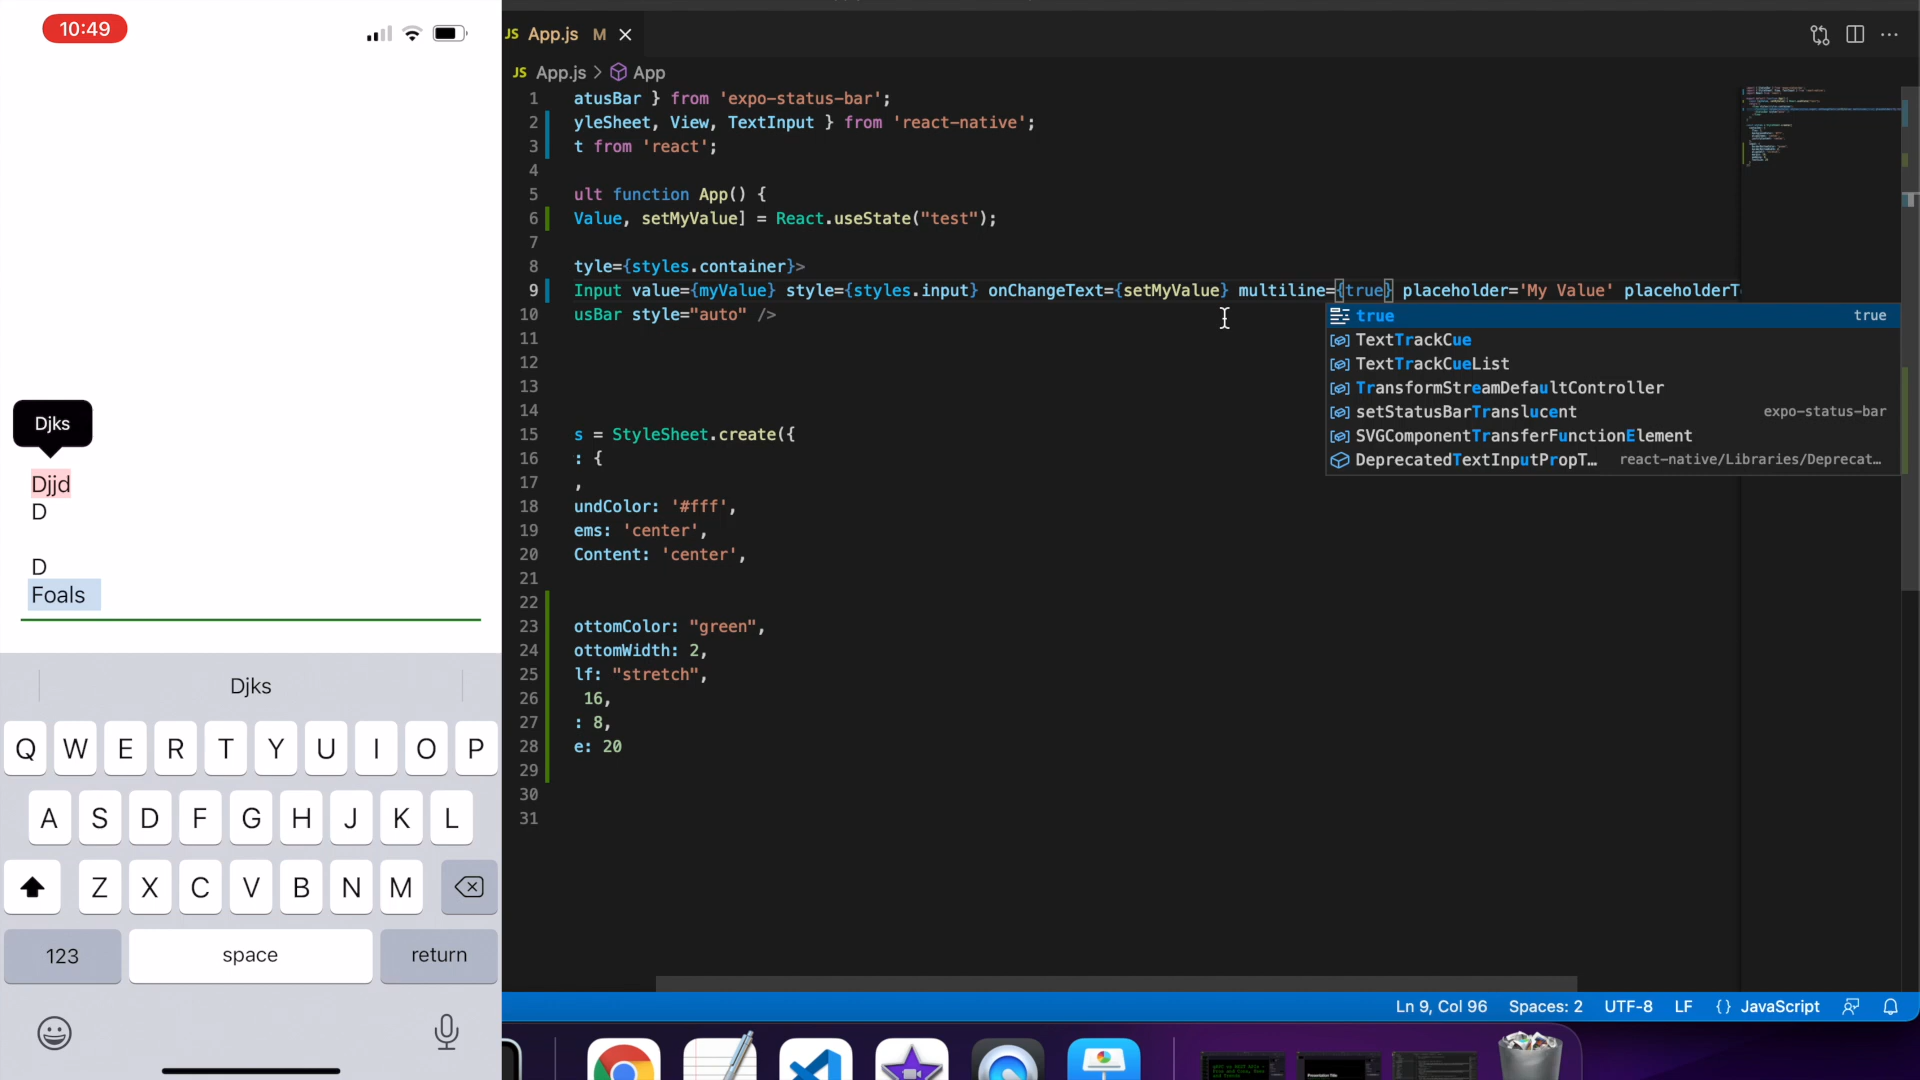 10:49
Djks
Djjd
D
D
Foals
Djks
Q W E R T Y U I O P
A S D F G H J K L
Z X C V B N M
123 space return
JS App.js M
JS App.js > App
1 atusBar } from 'expo-status-bar';
2 yleSheet, View, TextInput } from 'react-native';
3 t from 'react';
4
5 ult function App() {
6 Value, setMyValue] = React.useState("test");
7
8 tyle={styles.container}>
9 Input value={myValue} style={styles.input} onChangeText={setMyValue} multiline={true} placeholder='My Value' placeholderT
10 usBar style="auto" />
11
12
13
14
15 s = StyleSheet.create({
16 : {
17 ,
18 undColor: '#fff',
19 ems: 'center',
20 Content: 'center',
21
22
23 ottomColor: "green",
24 ottomWidth: 2,
25 lf: "stretch",
26 16,
27 : 8,
28 e: 20
29
30
31
true true
TextTrackCue
TextTrackCueList
TransformStreamDefaultController
setStatusBarTranslucent expo-status-bar
SVGComponentTransferFunctionElement
DeprecatedTextInputPropT… react-native/Libraries/Deprecat…
Ln 9, Col 96 Spaces: 2 UTF-8 LF {} JavaScript